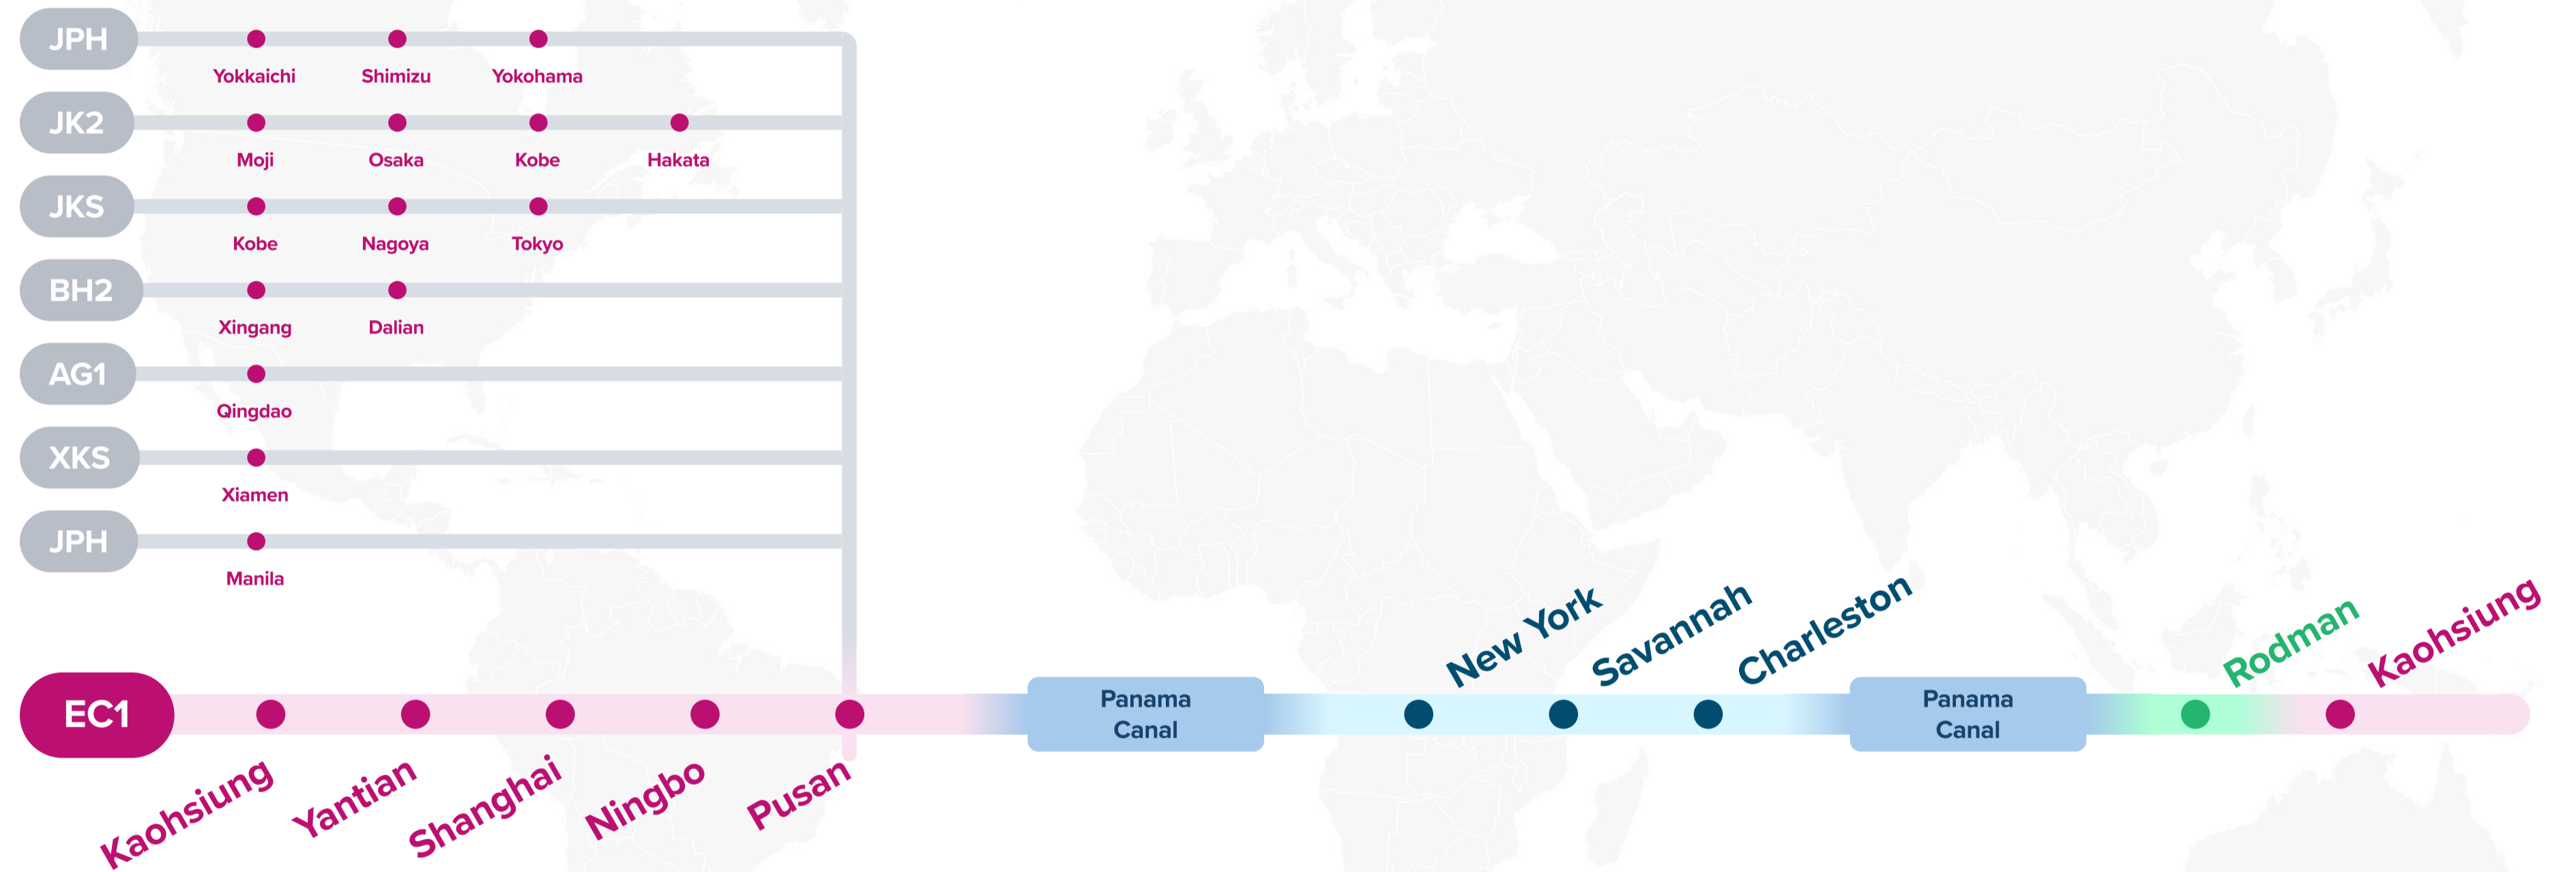 JPH
Yokkaichi Shimizu Yokohama
JK2
Moji Osaka Kobe Hakata
JKS
Kobe Nagoya Tokyo
BH2
Xingang Dalian
AG1
Qingdao
XKS
Xiamen
JPH
Manila
EC1
Kaohsiung
Yantian
Shanghai
Ningbo
Pusan
Panama
Canal
New York
Savannah
Charleston
Panama
Canal
Rodman
Kaohsiung